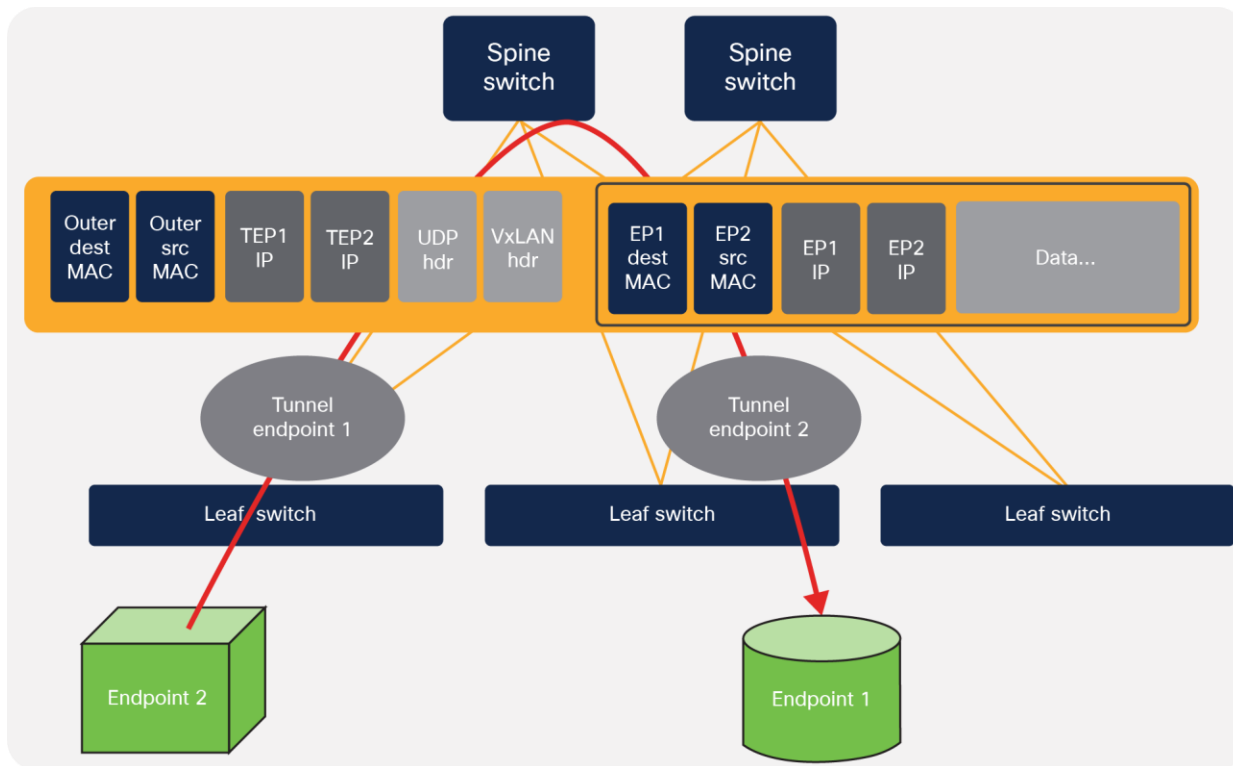 Spine
switch
Spine
switch
Outer
dest
MAC
Outer
src
MAC
TEP1
IP
TEP2
IP
UDP
hdr
VxLAN
hdr
EP1
dest
MAC
EP2
src
MAC
EP1
IP
EP2
IP
Data...
Tunnel
endpoint 1
Tunnel
endpoint 2
Leaf switch
Leaf switch
Leaf switch
Endpoint 2
Endpoint 1